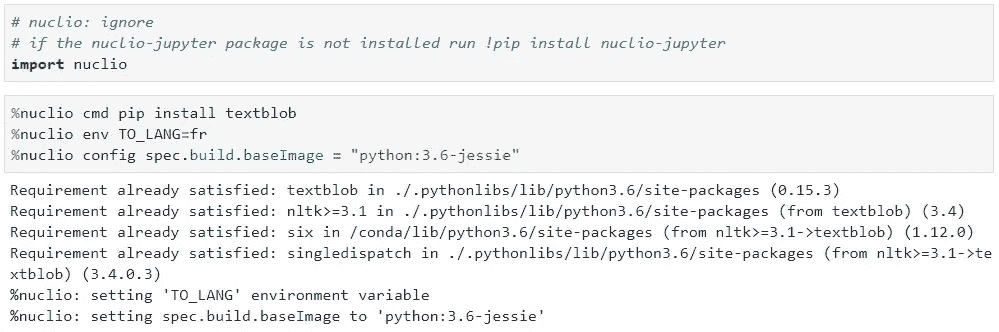 # nuclio: ignore
# if the nuclio-jupyter package is not installed run !pip install nuclio-jupyter
import nuclio
%nuclio cmd pip install textblob
%nuclio env TO_LANG=fr
%nuclio config spec.build.baseImage = "python:3.6-jessie"
Requirement already satisfied: textblob in ./.pythonlibs/lib/python3.6/site-packages (0.15.3)
Requirement already satisfied: nltk>=3.1 in ./.pythonlibs/lib/python3.6/site-packages (from textblob) (3.4)
Requirement already satisfied: six in /conda/lib/python3.6/site-packages (from nltk>=3.1->textblob) (1.12.0)
Requirement already satisfied: singledispatch in ./.pythonlibs/lib/python3.6/site-packages (from nltk>=3.1->te
xtblob) (3.4.0.3)
%nuclio: setting 'TO_LANG' environment variable
%nuclio: setting spec.build.baseImage to 'python:3.6-jessie'